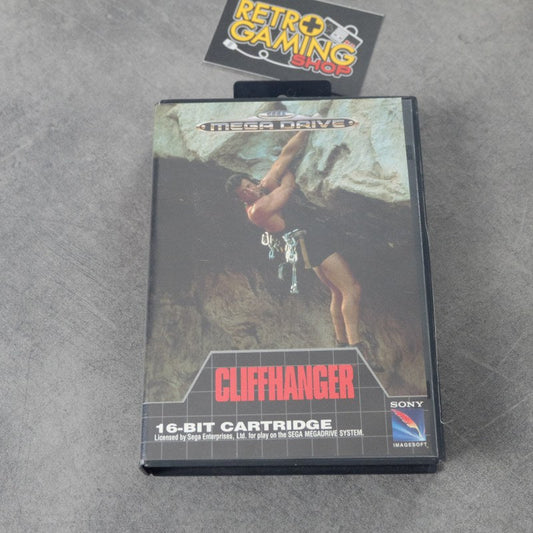 RETRO
GAMING
SHOP
SEGA
MEGA DRIVE
CLIFFHANGER
16-BIT CARTRIDGE
Licensed by Sega Enterprises, Ltd. for play on the SEGA MEGADRIVE SYSTEM.
SONY
IMAGESOFT